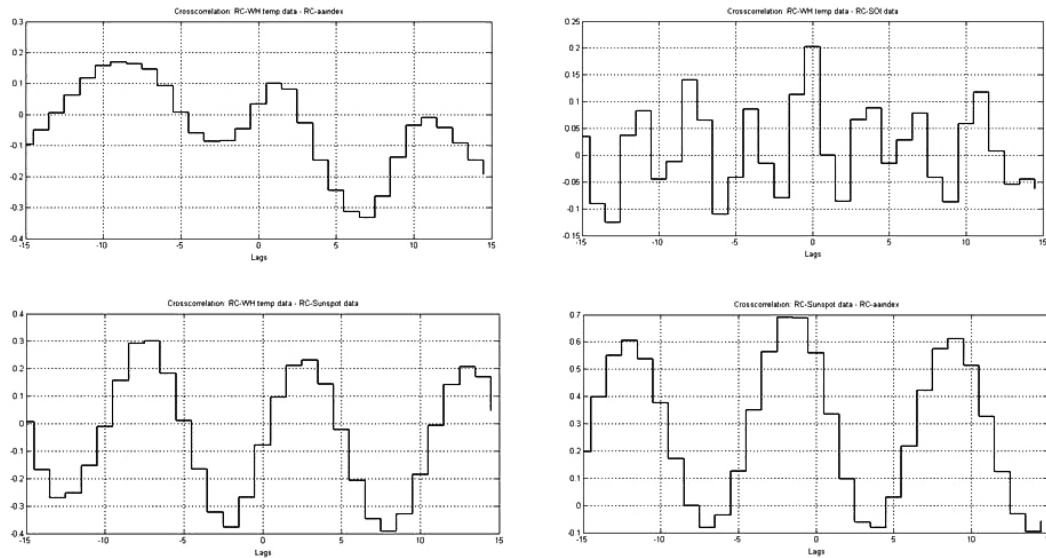 Crosscorrelation: RC-WH temp data - RC-aaindex
0.3
0.2
0.1
0
-0.1
-0.2
-0.3
0.4
-15 -10 -5 0 5 10 15
Lags
Crosscorrelation: RC-WH temp data - RC-SOI data
0.25
0.2
0.15
0.1
0.05
0
-0.05
-0.1
-0.15
-15 -10 -5 0 5 10 15
Lags
Crosscorrelation: RC-WH temp data - RC-Sunspot data
0.4
0.3
0.2
0.1
0
-0.1
-0.2
-0.3
-0.4
-15 -10 -5 0 5 10 15
Lags
Crosscorrelation: RC-Sunspot data - RC-aaindex
0.7
0.6
0.5
0.4
0.3
0.2
0.1
0
-0.1
-15 -10 -5 0 5 10 15
Lags